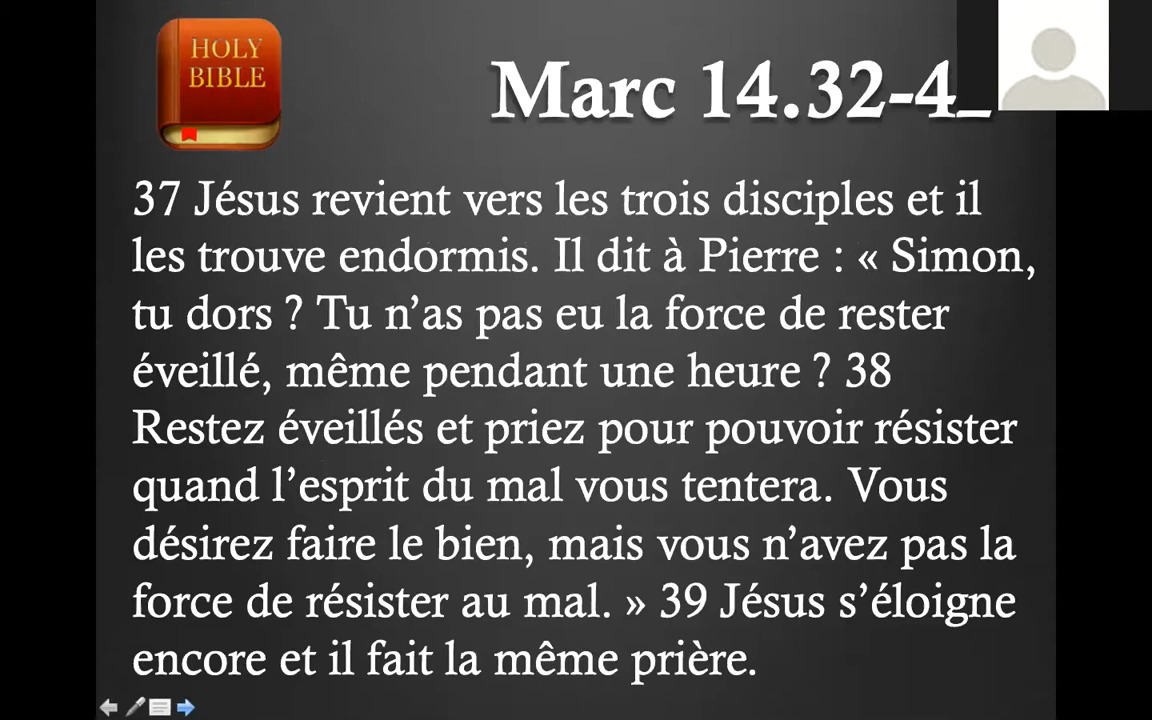 HOLY
BIBLE
Marc 14.32-4
37 Jésus revient vers les trois disciples et il
les trouve endormis. Il dit à Pierre : « Simon,
tu dors ? Tu n’as pas eu la force de rester
éveillé, même pendant une heure ? 38
Restez éveillés et priez pour pouvoir résister
quand l’esprit du mal vous tentera. Vous
désirez faire le bien, mais vous n’avez pas la
force de résister au mal. » 39 Jésus s’éloigne
encore et il fait la même prière.